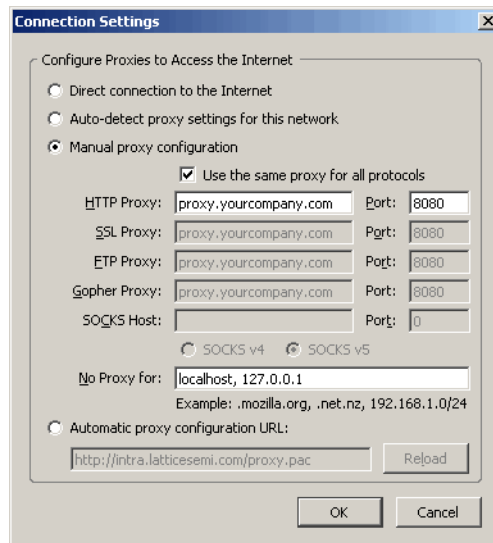 Connection Settings
Configure Proxies to Access the Internet
Direct connection to the Internet
Auto-detect proxy settings for this network
Manual proxy configuration
Use the same proxy for all protocols
HTTP Proxy: proxy.yourcompany.com Port: 8080
SSL Proxy: proxy.yourcompany.com Port: 8080
FTP Proxy: proxy.yourcompany.com Port: 8080
Gopher Proxy: proxy.yourcompany.com Port: 8080
SOCKS Host: Port: 0
SOCKS v4 SOCKS v5
No Proxy for: localhost, 127.0.0.1
Example: .mozilla.org, .net.nz, 192.168.1.0/24
Automatic proxy configuration URL:
http://intra.latticesemi.com/proxy.pac Reload
OK Cancel